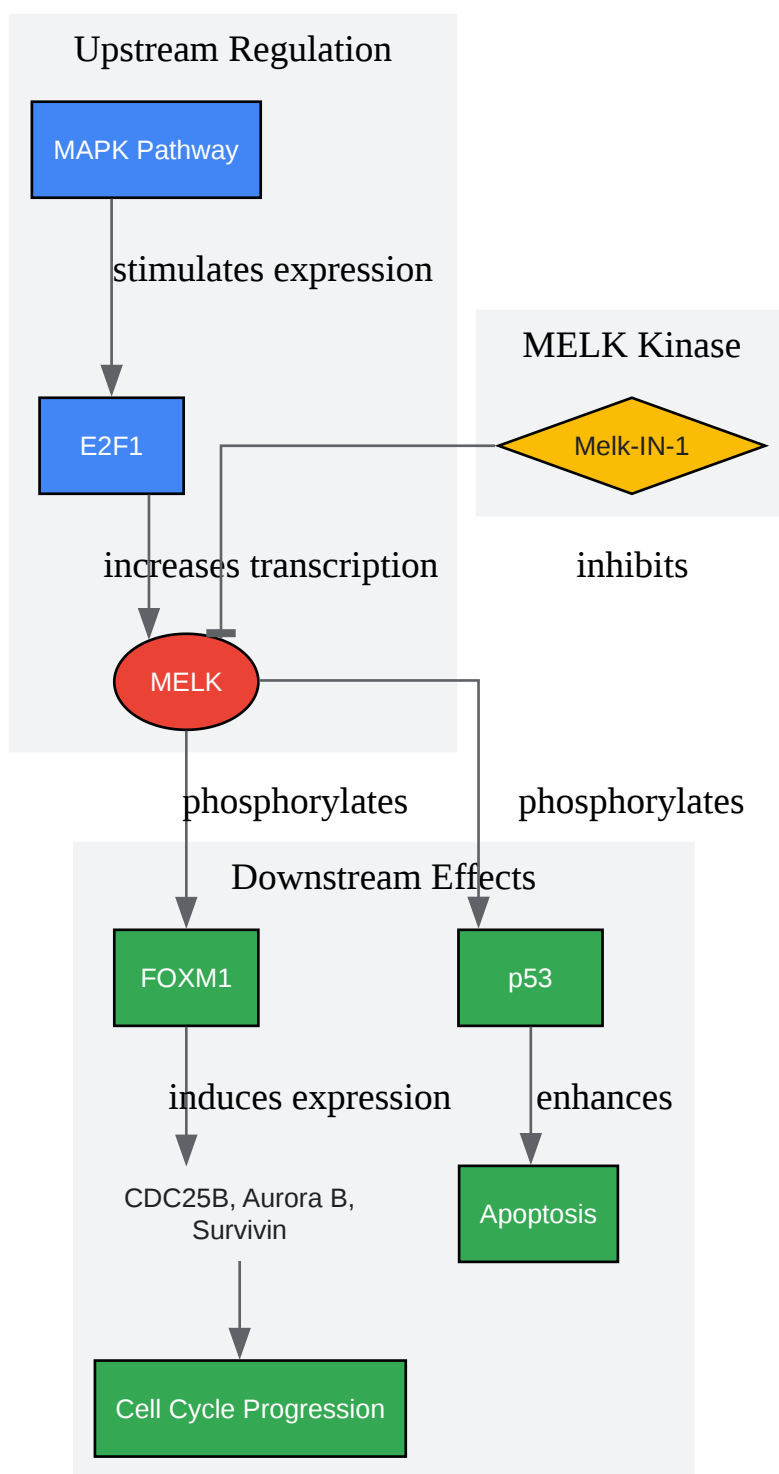 Upstream Regulation
MAPK Pathway
stimulates expression
MELK Kinase
E2F1
Melk-IN-1
increases transcription
inhibits
MELK
phosphorylates
phosphorylates
Downstream Effects
FOXM1
p53
induces expression
enhances
CDC25B, Aurora B,
Survivin
Apoptosis
Cell Cycle Progression